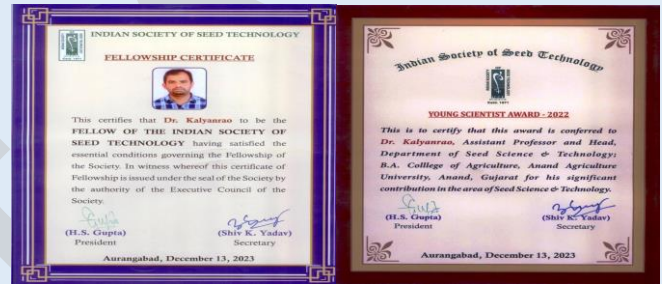 INDIAN SOCIETY OF SEED TECHNOLOGY
FELLOWSHIP CERTIFICATE
This certifies that Dr. Kalyanrao to be the
FELLOW OF THE INDIAN SOCIETY OF
SEED TECHNOLOGY having satisfied the
essential conditions governing the Fellowship of
the Society. In witness whereof this certificate of
Fellowship is issued under the seal of the Society by
the authority of the Executive Council of the
Society.
(H.S. Gupta)
President
(Shiv K. Yadav)
Secretary
Aurangabad, December 13, 2023
Indian Society of Seed Technology
YOUNG SCIENTIST AWARD - 2022
This is to certify that this award is conferred to
Dr. Kalyanrao, Assistant Professor and Head,
Department of Seed Science & Technology;
B.A. College of Agriculture, Anand Agriculture
University, Anand, Gujarat for his significant
contribution in the area of Seed Science & Technology.
(H.S. Gupta)
President
(Shiv K. Yadav)
Secretary
Aurangabad, December 13, 2023